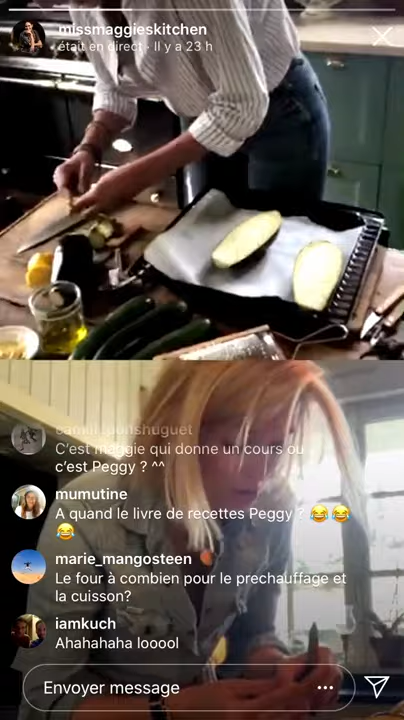 missmaggieskitchen
était en direct · Il y a 23 h
C'est maggie qui donne un cours ou
c'est Peggy ? ^^
mumutine
A quand le livre de recettes Peggy ? 😂😂
😂
marie_mangosteen
Le four à combien pour le prechauffage et
la cuisson?
iamkuch
Ahahahaha looool
Envoyer message